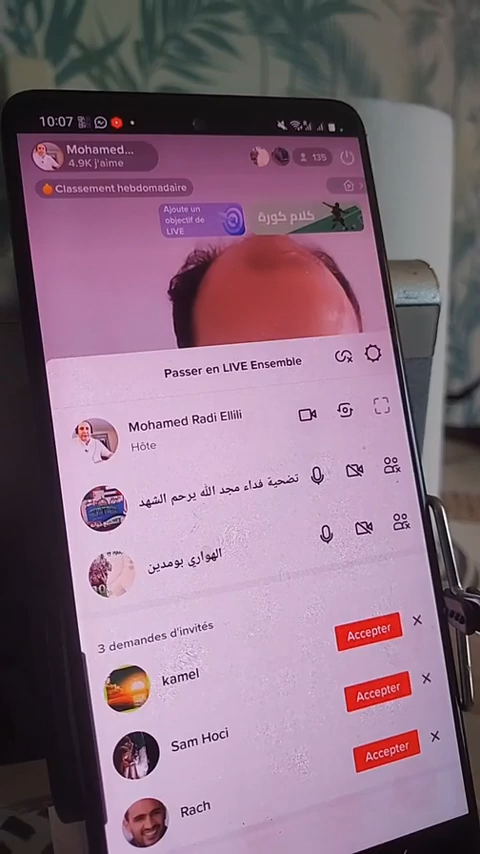 10:07
Mohamed...
4.9K j'aime
135
Classement hebdomadaire
Ajoute un
objectif de
LIVE
كلام كورة
Passer en LIVE Ensemble
Mohamed Radi Ellili
Hôte
تضحية فداء مجد الله يرحم الشهد
الهواري بومدين
3 demandes d'invités
kamel
Accepter
Sam Hoci
Accepter
Rach
Accepter